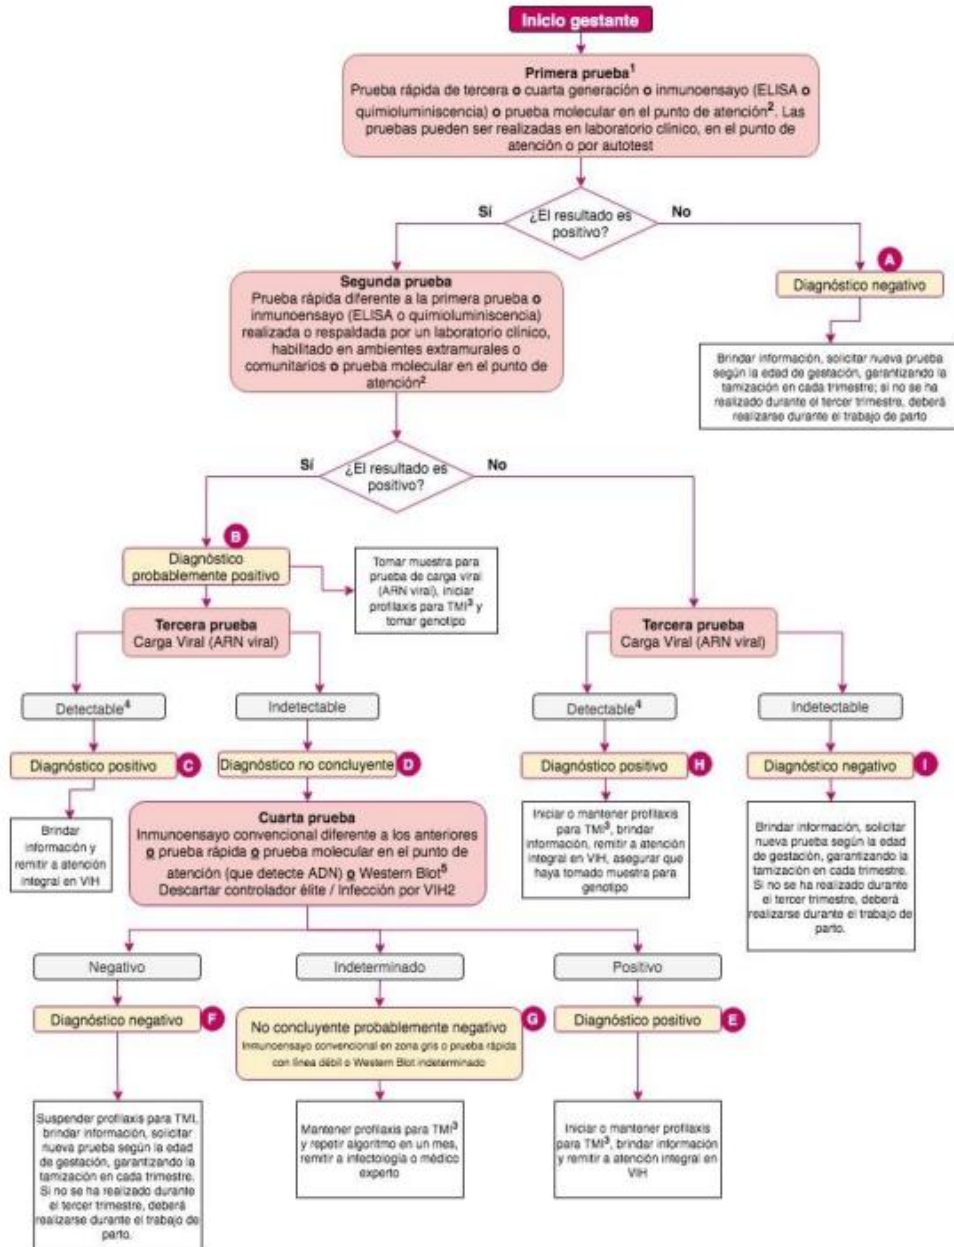 Inicio gestante
Primera prueba1
Prueba rápida de tercera o cuarta generación o inmunoensayo (ELISA o
quimioluminiscencia) o prueba molecular en el punto de atención2. Las
pruebas pueden ser realizadas en laboratorio clínico, en el punto de
atención o por autotest
¿El resultado es
positivo?
Sí
No
A
Diagnóstico negativo
Brindar información, solicitar nueva prueba
según la edad de gestación, garantizando la
tamización en cada trimestre; si no se ha
realizado durante el tercer trimestre, deberá
realizarse durante el trabajo de parto
Segunda prueba
Prueba rápida diferente a la primera prueba o
inmunoensayo (ELISA o quimioluminiscencia)
realizada o respaldada por un laboratorio clínico,
habilitado en ambientes extramurales o
comunitarios o prueba molecular en el punto de
atención2
¿El resultado es
positivo?
Sí
No
B
Diagnóstico
probablemente positivo
Tomar muestra para
prueba de carga viral
(ARN viral), iniciar
profilaxis para TMI3 y
tomar genotipo
Tercera prueba
Carga Viral (ARN viral)
Tercera prueba
Carga Viral (ARN viral)
Detectable4
Indetectable
Detectable4
Indetectable
Diagnóstico positivo
C
Diagnóstico no concluyente
D
Diagnóstico positivo
H
Diagnóstico negativo
I
Brindar
información y
remitir a atención
integral en VIH
Cuarta prueba
Inmunoensayo convencional diferente a los anteriores
o prueba rápida o prueba molecular en el punto de
atención (que detecte ADN) o Western Blot5
Descartar controlador élite / Infección por VIH2
Iniciar o mantener profilaxis
para TMI3, brindar
información, remitir a atención
integral en VIH, asegurar que
haya tomado muestra para
genotipo
Brindar información, solicitar
nueva prueba según la edad
de gestación, garantizando la
tamización en cada trimestre.
Si no se ha realizado durante
el tercer trimestre, deberá
realizarse durante el trabajo de
parto.
Negativo
Indeterminado
Positivo
Diagnóstico negativo
F
No concluyente probablemente negativo
Inmunoensayo convencional en zona gris o prueba rápida
con línea débil o Western Blot indeterminado
G
Diagnóstico positivo
E
Suspender profilaxis para TMI,
brindar información, solicitar
nueva prueba según la edad
de gestación, garantizando la
tamización en cada trimestre.
Si no se ha realizado durante
el tercer trimestre, deberá
realizarse durante el trabajo de
parto.
Mantener profilaxis para TMI3
y repetir algoritmo en un mes,
remitir a infectología o médico
experto
Iniciar o mantener profilaxis
para TMI3, brindar información
y remitir a atención integral en
VIH